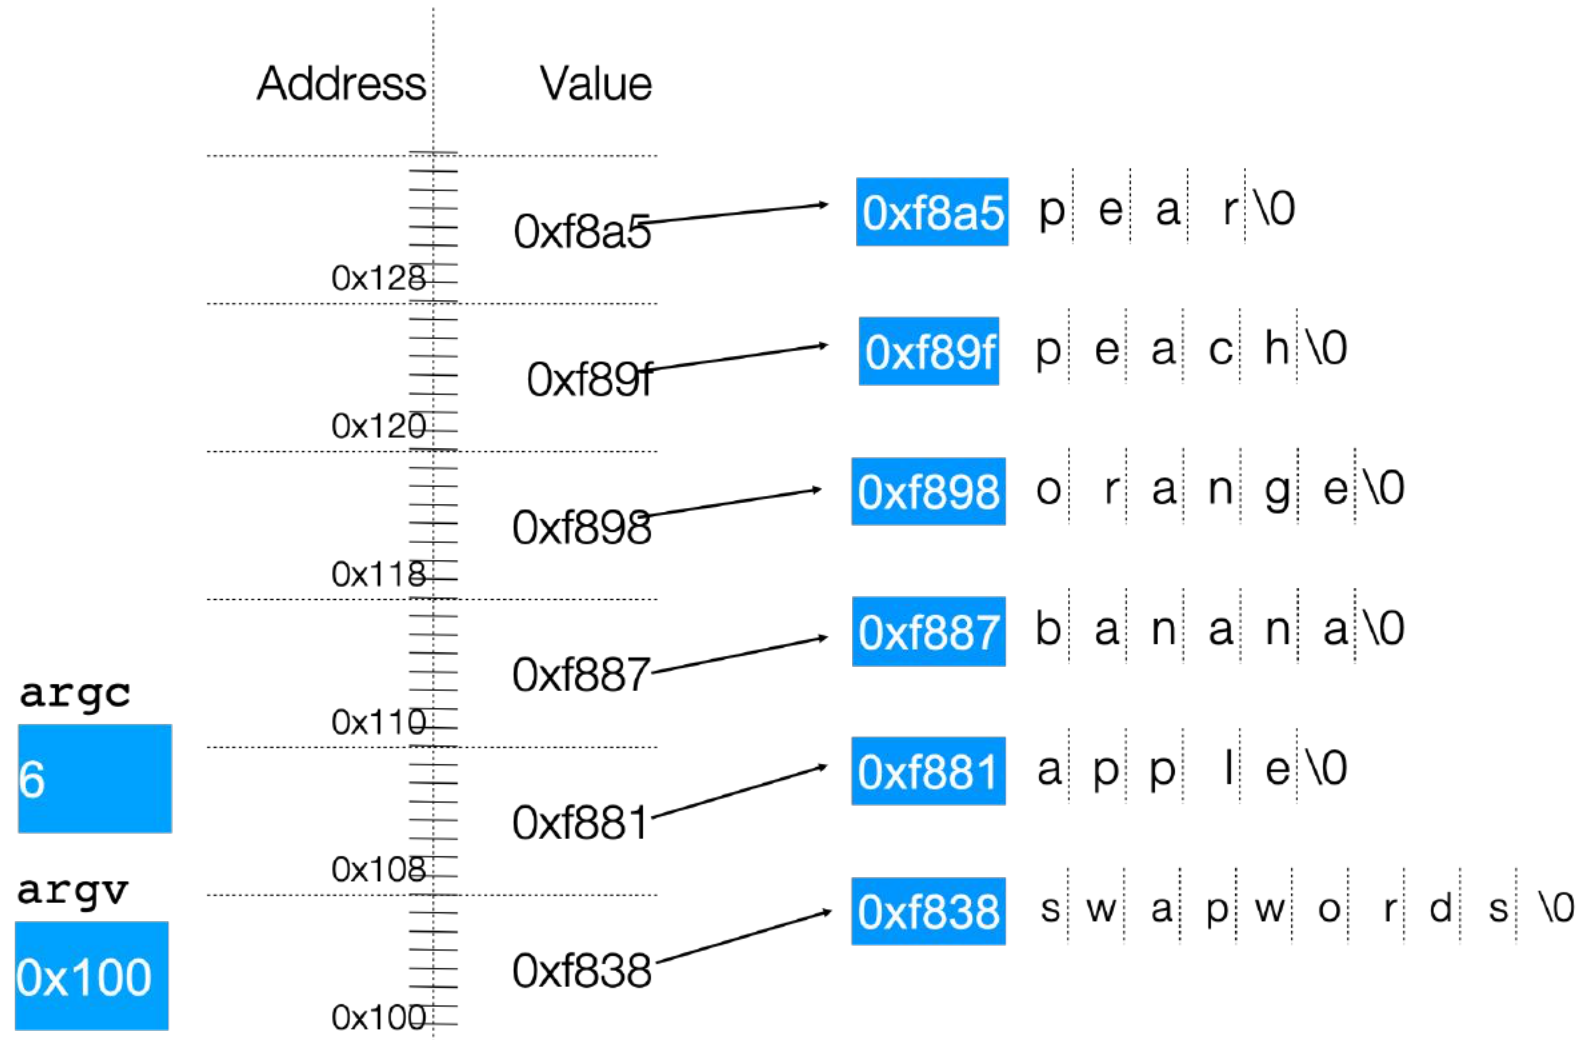 Address Value
0xf8a5 0xf8a5 p e a r \0
0x128
0xf89f 0xf89f p e a c h \0
0x120
0xf898 0xf898 o r a n g e \0
0x118
0xf887 0xf887 b a n a n a \0
0x110
argc
6
0xf881 0xf881 a p p l e \0
0x108
argv
0x100
0xf838 0xf838 s w a p w o r d s \0
0x100